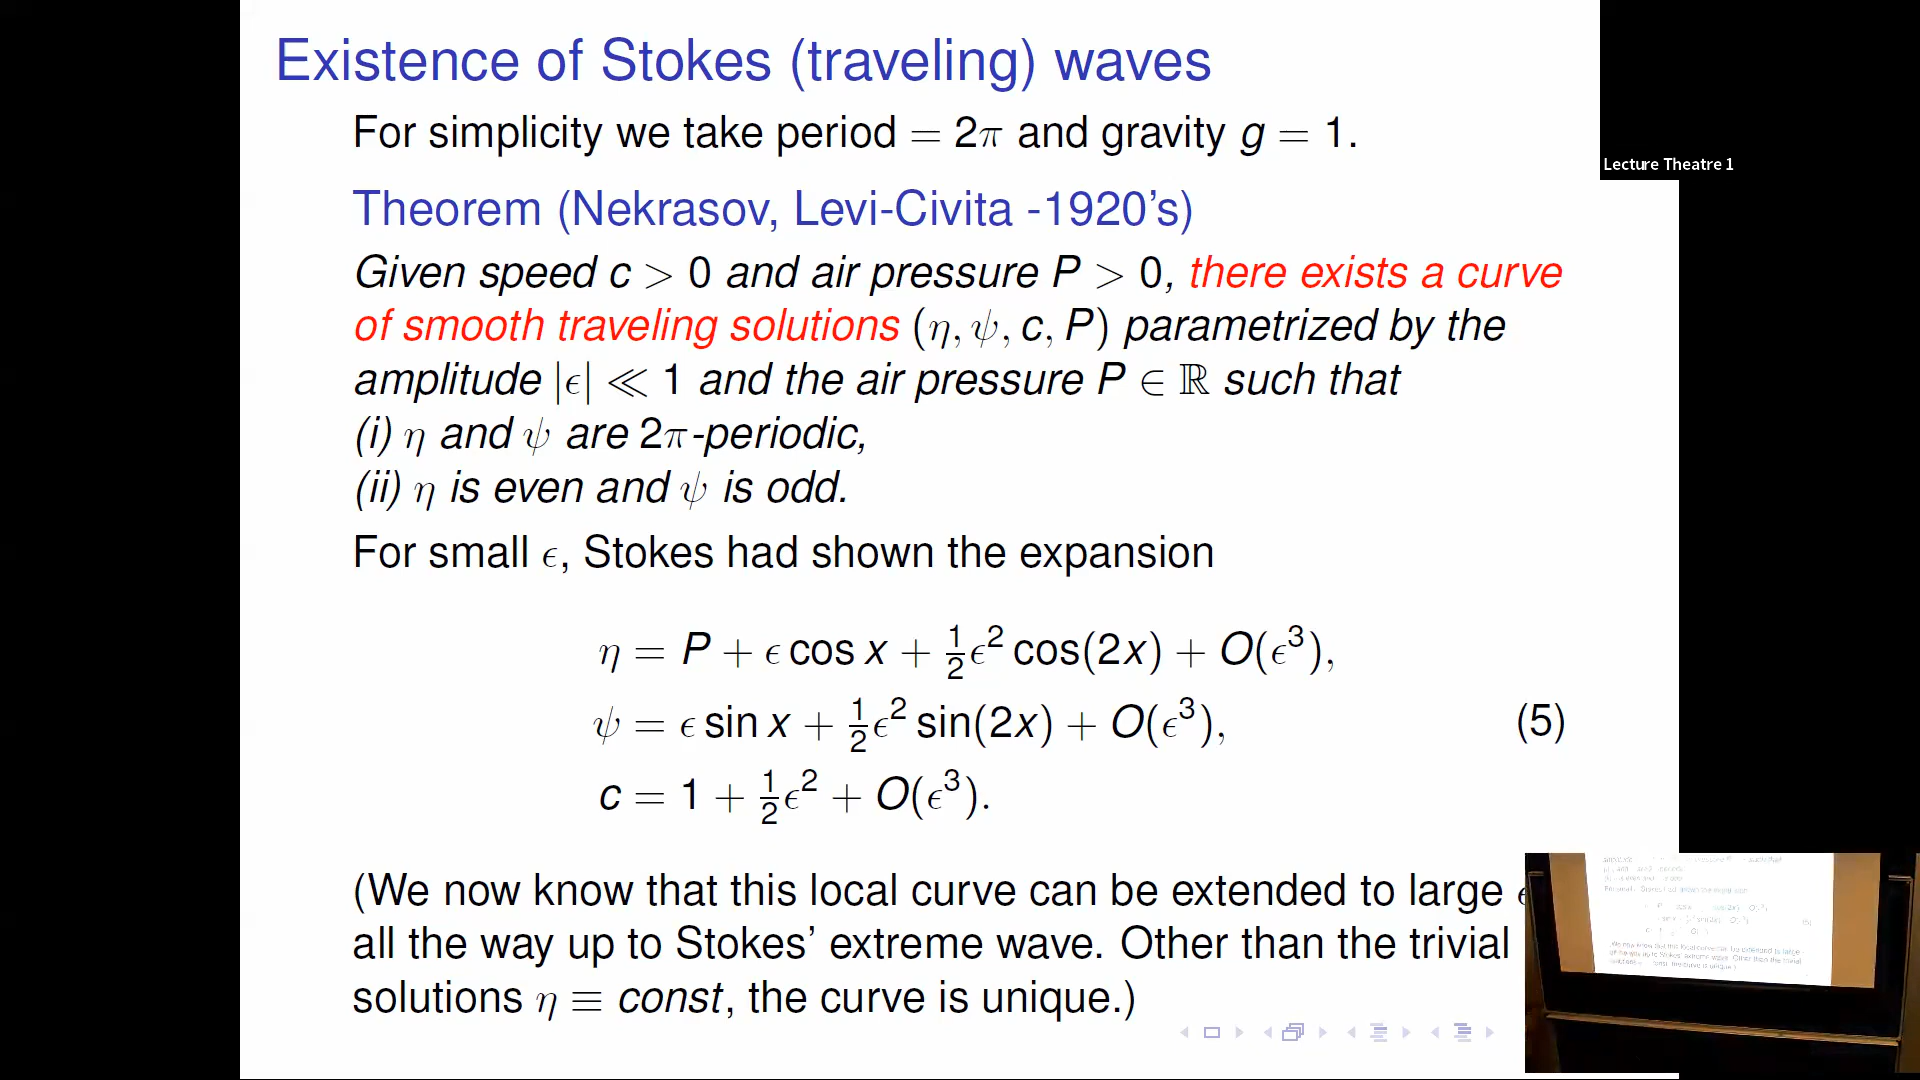 Existence of Stokes (traveling) waves
For simplicity we take period = 2π and gravity g = 1.
Lecture Theatre 1
Theorem (Nekrasov, Levi-Civita -1920's)
Given speed c > 0 and air pressure P > 0, there exists a curve
of smooth traveling solutions (η, ψ, c, P) parametrized by the
amplitude |ϵ| ≪ 1 and the air pressure P ∈ ℝ such that
(i) η and ψ are 2π-periodic,
(ii) η is even and ψ is odd.
For small ϵ, Stokes had shown the expansion
η = P + ϵ cos x + ½ϵ² cos(2x) + O(ϵ³),
ψ = ϵ sin x + ½ϵ² sin(2x) + O(ϵ³), (5)
c = 1 + ½ϵ² + O(ϵ³).
(We now know that this local curve can be extended to large ϵ
all the way up to Stokes' extreme wave. Other than the trivial
solutions η ≡ const, the curve is unique.)